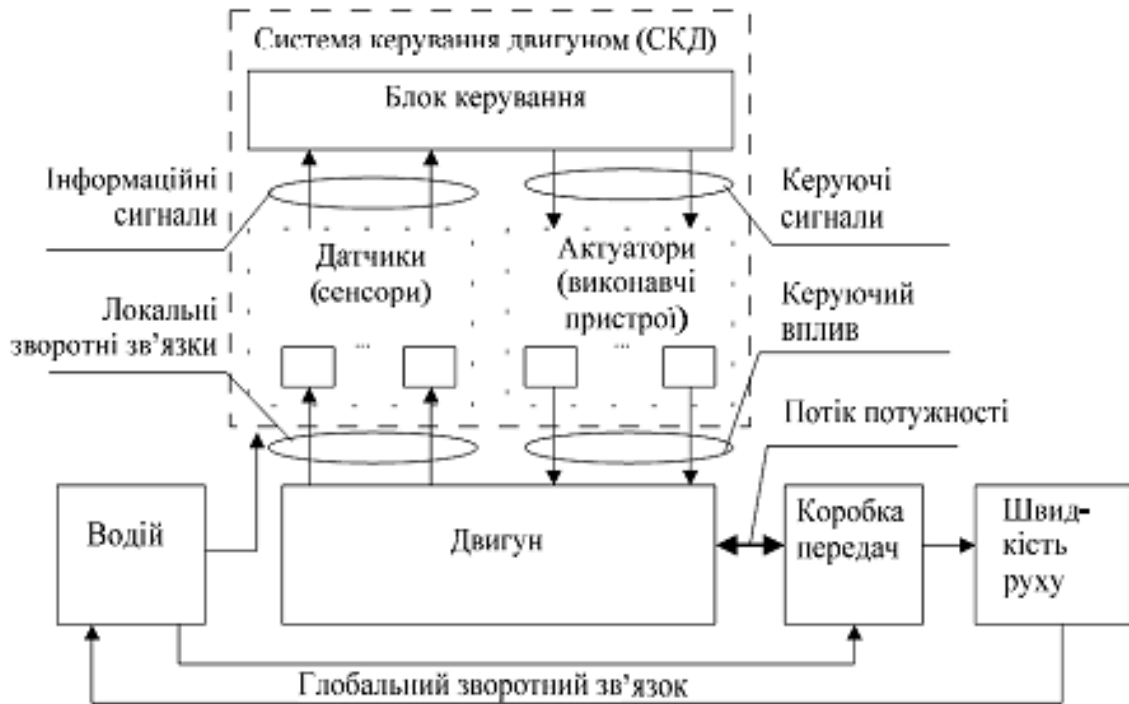 Система керування двигуном (СКД)
Блок керування
Інформаційні
сигнали
Керуючі
сигнали
Датчики
(сенсори)
Актуатори
(виконавчі
пристрої)
Локальні
зворотні зв’язки
Керуючий
вплив
...
...
Потік потужності
Водій
Двигун
Коробка
передач
Швид-
кість
руху
Глобальний зворотний зв’язок